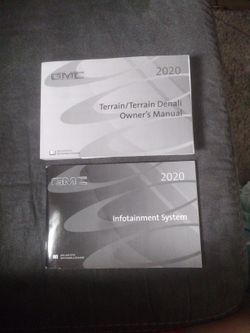 GMC
2020
Terrain/Terrain Denali
Owner's Manual
GMC
2020
Infotainment System